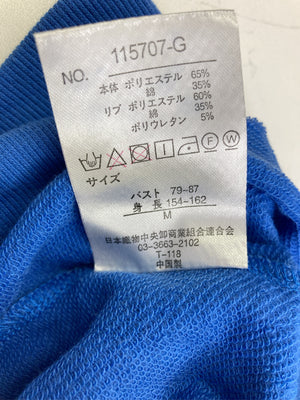 NO. 115707-G
本体 ポリエステル 65%
綿 35%
リブ ポリエステル 60%
綿 35%
ポリウレタン 5%
F W
サイズ
バスト 79-87
身 長 154-162
M
日本織物中央卸商業組合連合会
03-3663-2102
T-118
中国製